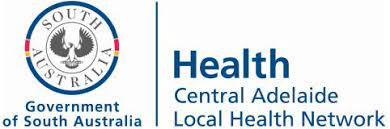 SOUTH
AUSTRALIA
Government
of South Australia
Health
Central Adelaide
Local Health Network